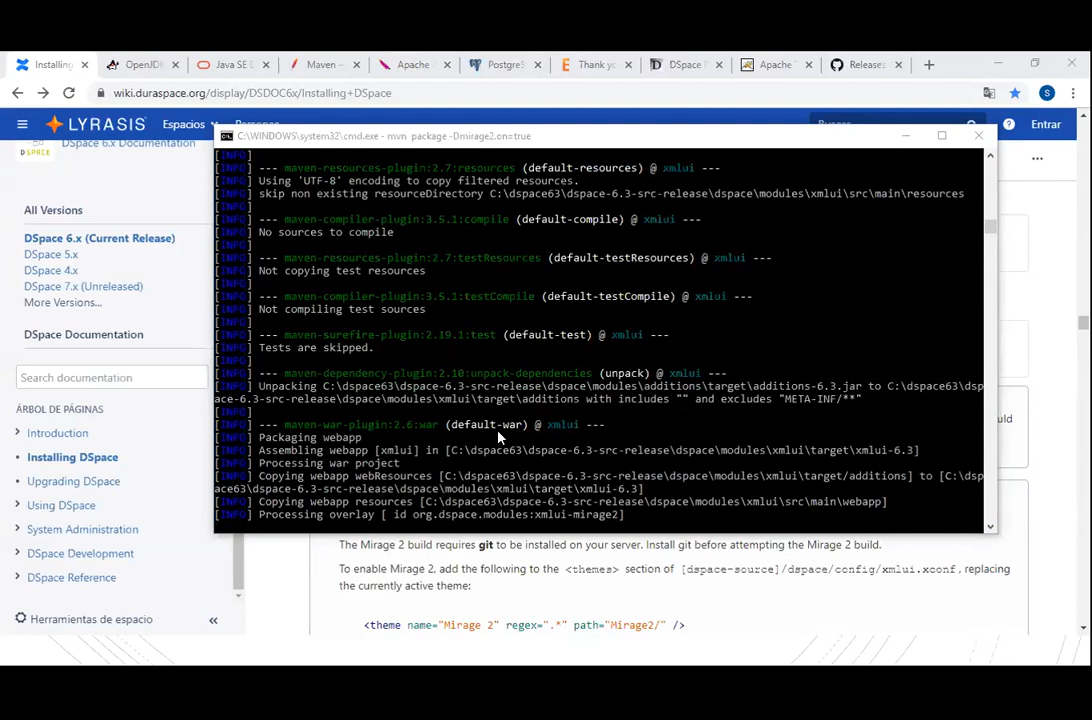 Installing
OpenJD
Java SE D
Maven –
Apache
PostgreS
Thank yo
DSpace F
Apache T
Releases
wiki.duraspace.org/display/DSDOC6x/Installing+DSpace
S
LYRASIS
Espacios
Entrar
C:\WINDOWS\system32\cmd.exe - mvn package -Dmirage2.on=true
DSPACE
DSpace 6.x Documentation
All Versions
DSpace 6.x (Current Release)
DSpace 5.x
DSpace 4.x
DSpace 7.x (Unreleased)
More Versions...
DSpace Documentation
Search documentation
ÁRBOL DE PÁGINAS
Introduction
Installing DSpace
Upgrading DSpace
Using DSpace
System Administration
DSpace Development
DSpace Reference
Herramientas de espacio
[INFO]
[INFO] --- maven-resources-plugin:2.7:resources (default-resources) @ xmlui ---
[INFO] Using 'UTF-8' encoding to copy filtered resources.
[INFO] skip non existing resourceDirectory C:\dspace63\dspace-6.3-src-release\dspace\modules\xmlui\src\main\resources
[INFO]
[INFO] --- maven-compiler-plugin:3.5.1:compile (default-compile) @ xmlui ---
[INFO] No sources to compile
[INFO]
[INFO] --- maven-resources-plugin:2.7:testResources (default-testResources) @ xmlui ---
[INFO] Not copying test resources
[INFO]
[INFO] --- maven-compiler-plugin:3.5.1:testCompile (default-testCompile) @ xmlui ---
[INFO] Not compiling test sources
[INFO]
[INFO] --- maven-surefire-plugin:2.19.1:test (default-test) @ xmlui ---
[INFO] Tests are skipped.
[INFO]
[INFO] --- maven-dependency-plugin:2.10:unpack-dependencies (unpack) @ xmlui ---
[INFO] Unpacking C:\dspace63\dspace-6.3-src-release\dspace\modules\additions\target\additions-6.3.jar to C:\dspace63\dsp
ace-6.3-src-release\dspace\modules\xmlui\target\additions with includes "" and excludes "META-INF/**"
[INFO]
[INFO] --- maven-war-plugin:2.6:war (default-war) @ xmlui ---
[INFO] Packaging webapp
[INFO] Assembling webapp [xmlui] in [C:\dspace63\dspace-6.3-src-release\dspace\modules\xmlui\target\xmlui-6.3]
[INFO] Processing war project
[INFO] Copying webapp webResources [C:\dspace63\dspace-6.3-src-release\dspace\modules\xmlui\target/additions] to [C:\ds
pace63\dspace-6.3-src-release\dspace\modules\xmlui\target\xmlui-6.3]
[INFO] Copying webapp resources [C:\dspace63\dspace-6.3-src-release\dspace\modules\xmlui\src\main\webapp]
[INFO] Processing overlay [ id org.dspace.modules:xmlui-mirage2]
The Mirage 2 build requires git to be installed on your server. Install git before attempting the Mirage 2 build.
To enable Mirage 2, add the following to the <themes> section of [dspace-source]/dspace/config/xmlui.xconf, replacing
the currently active theme:
<theme name="Mirage 2" regex=".*" path="Mirage2/" />